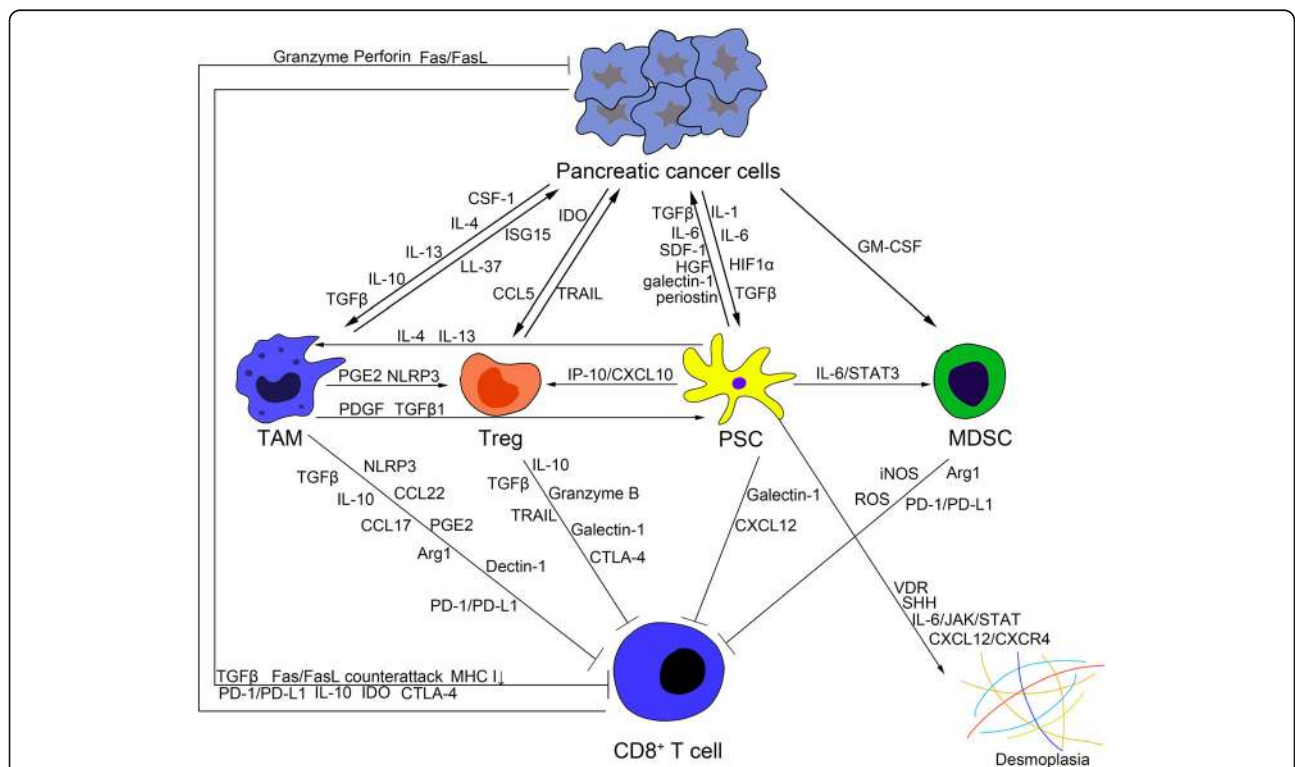 Granzyme Perforin Fas/FasL
Pancreatic cancer cells
CSF-1
IL-4
IL-13
IL-10
TGFβ
ISG15
LL-37
IDO
CCL5
TRAIL
TGFβ
IL-6
SDF-1
HGF
galectin-1
periostin
IL-1
IL-6
HIF1α
TGFβ
GM-CSF
IL-4 IL-13
PGE2 NLRP3
IP-10/CXCL10
IL-6/STAT3
PDGF TGFβ1
TAM
Treg
PSC
MDSC
TGFβ
NLRP3
IL-10
CCL22
CCL17
PGE2
Arg1
Dectin-1
PD-1/PD-L1
IL-10
TGFβ
Granzyme B
TRAIL
Galectin-1
CTLA-4
Galectin-1
CXCL12
iNOS
Arg1
ROS
PD-1/PD-L1
VDR
SHH
IL-6/JAK/STAT
CXCL12/CXCR4
TGFβ Fas/FasL counterattack MHC I↓
PD-1/PD-L1 IL-10 IDO CTLA-4
CD8⁺ T cell
Desmoplasia